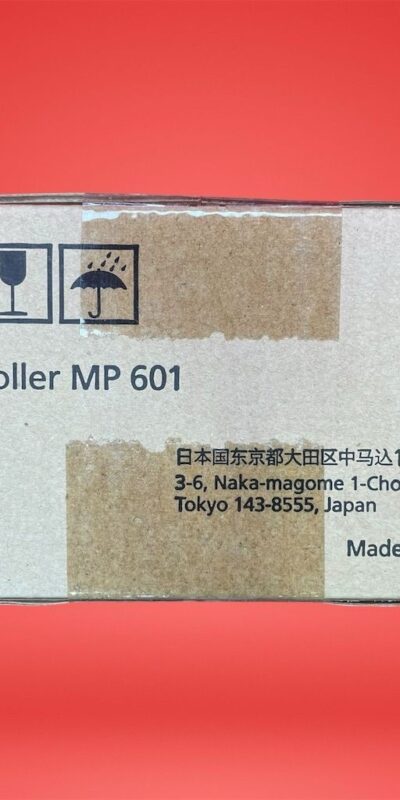 oller MP 601
日本国东京都大田区中马込1
3-6, Naka-magome 1-Cho
Tokyo 143-8555, Japan
Made